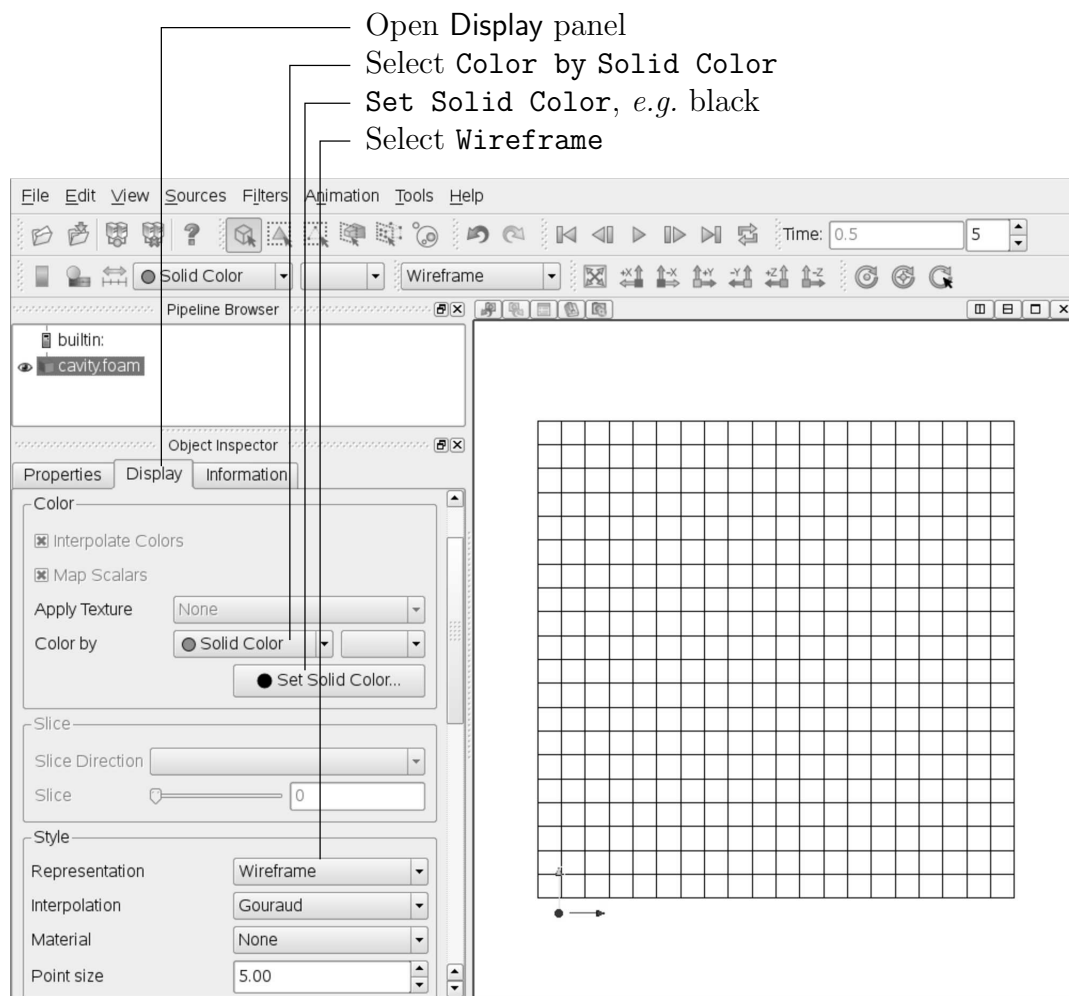 Open Display panel
Select Color by Solid Color
Set Solid Color, e.g. black
Select Wireframe
File Edit View Sources Filters Animation Tools Help
Time: 0.5 5
Solid Color Wireframe
+X -X +Y -Y +Z -Z
Pipeline Browser
builtin:
cavity.foam
Object Inspector
Properties Display Information
Color
Interpolate Colors
Map Scalars
Apply Texture None
Color by Solid Color
Set Solid Color...
Slice
Slice Direction
Slice 0
Style
Representation Wireframe
Interpolation Gouraud
Material None
Point size 5.00